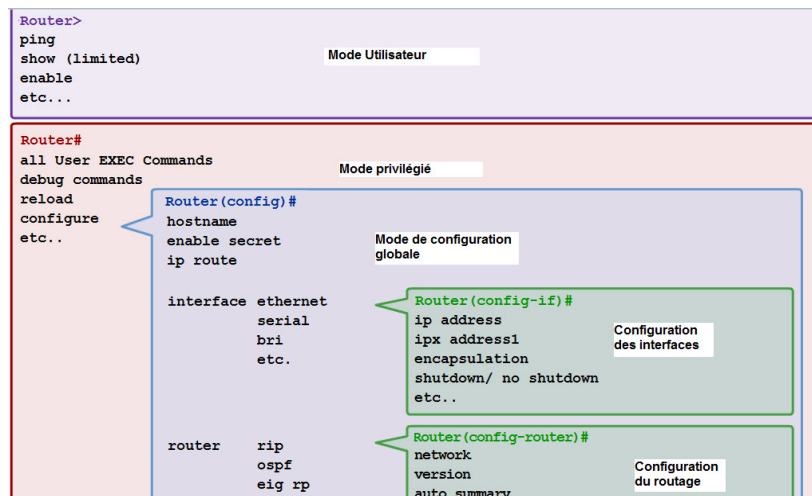 Router>
ping
show (limited)
enable
etc...
Mode Utilisateur
Router#
all User EXEC Commands
debug commands
reload
configure
etc..
Mode privilégié
Router(config)#
hostname
enable secret
ip route
Mode de configuration
globale
interface ethernet
serial
bri
etc.
Router(config-if)#
ip address
ipx address1
encapsulation
shutdown/ no shutdown
etc..
Configuration
des interfaces
router rip
ospf
eig rp
Router(config-router)#
network
version
auto summary
Configuration
du routage